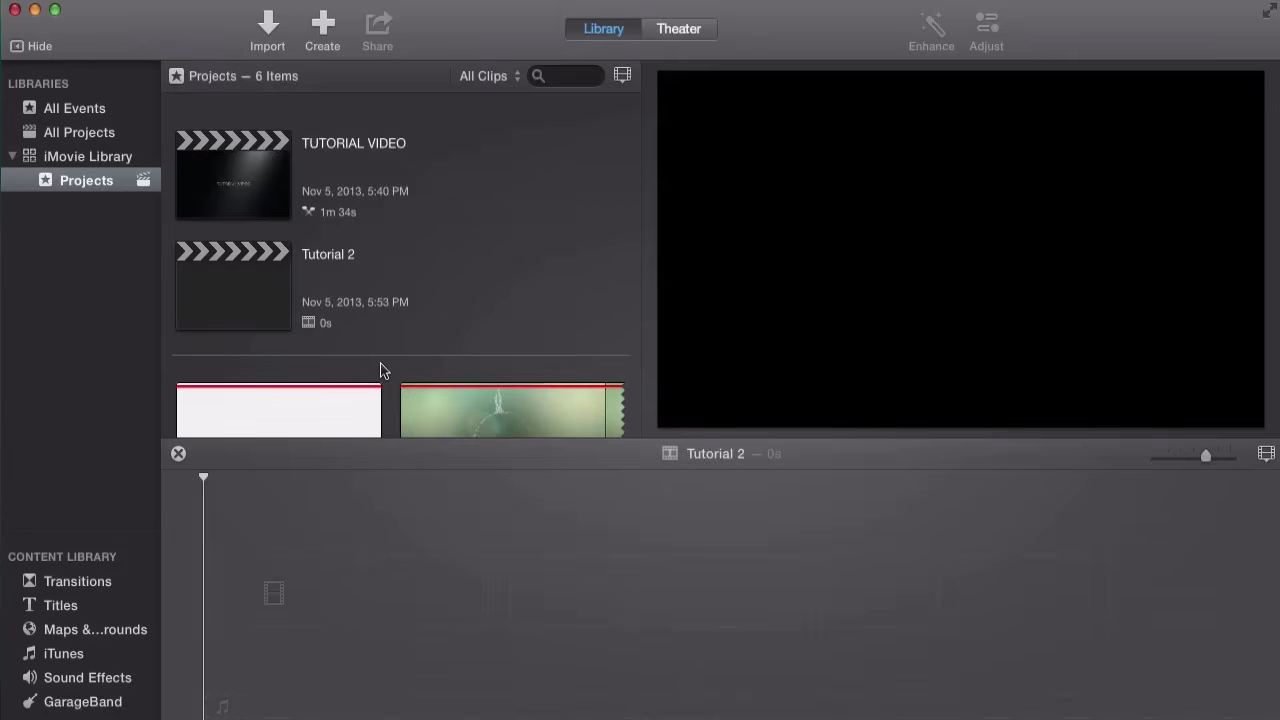 Import
Create
Share
Library
Theater
Enhance
Adjust
Hide
LIBRARIES
All Events
All Projects
iMovie Library
Projects
Projects — 6 Items
All Clips
TUTORIAL VIDEO
Nov 5, 2013, 5:40 PM
1m 34s
Tutorial 2
Nov 5, 2013, 5:53 PM
0s
Tutorial 2 — 0s
CONTENT LIBRARY
Transitions
Titles
Maps &...rounds
iTunes
Sound Effects
GarageBand